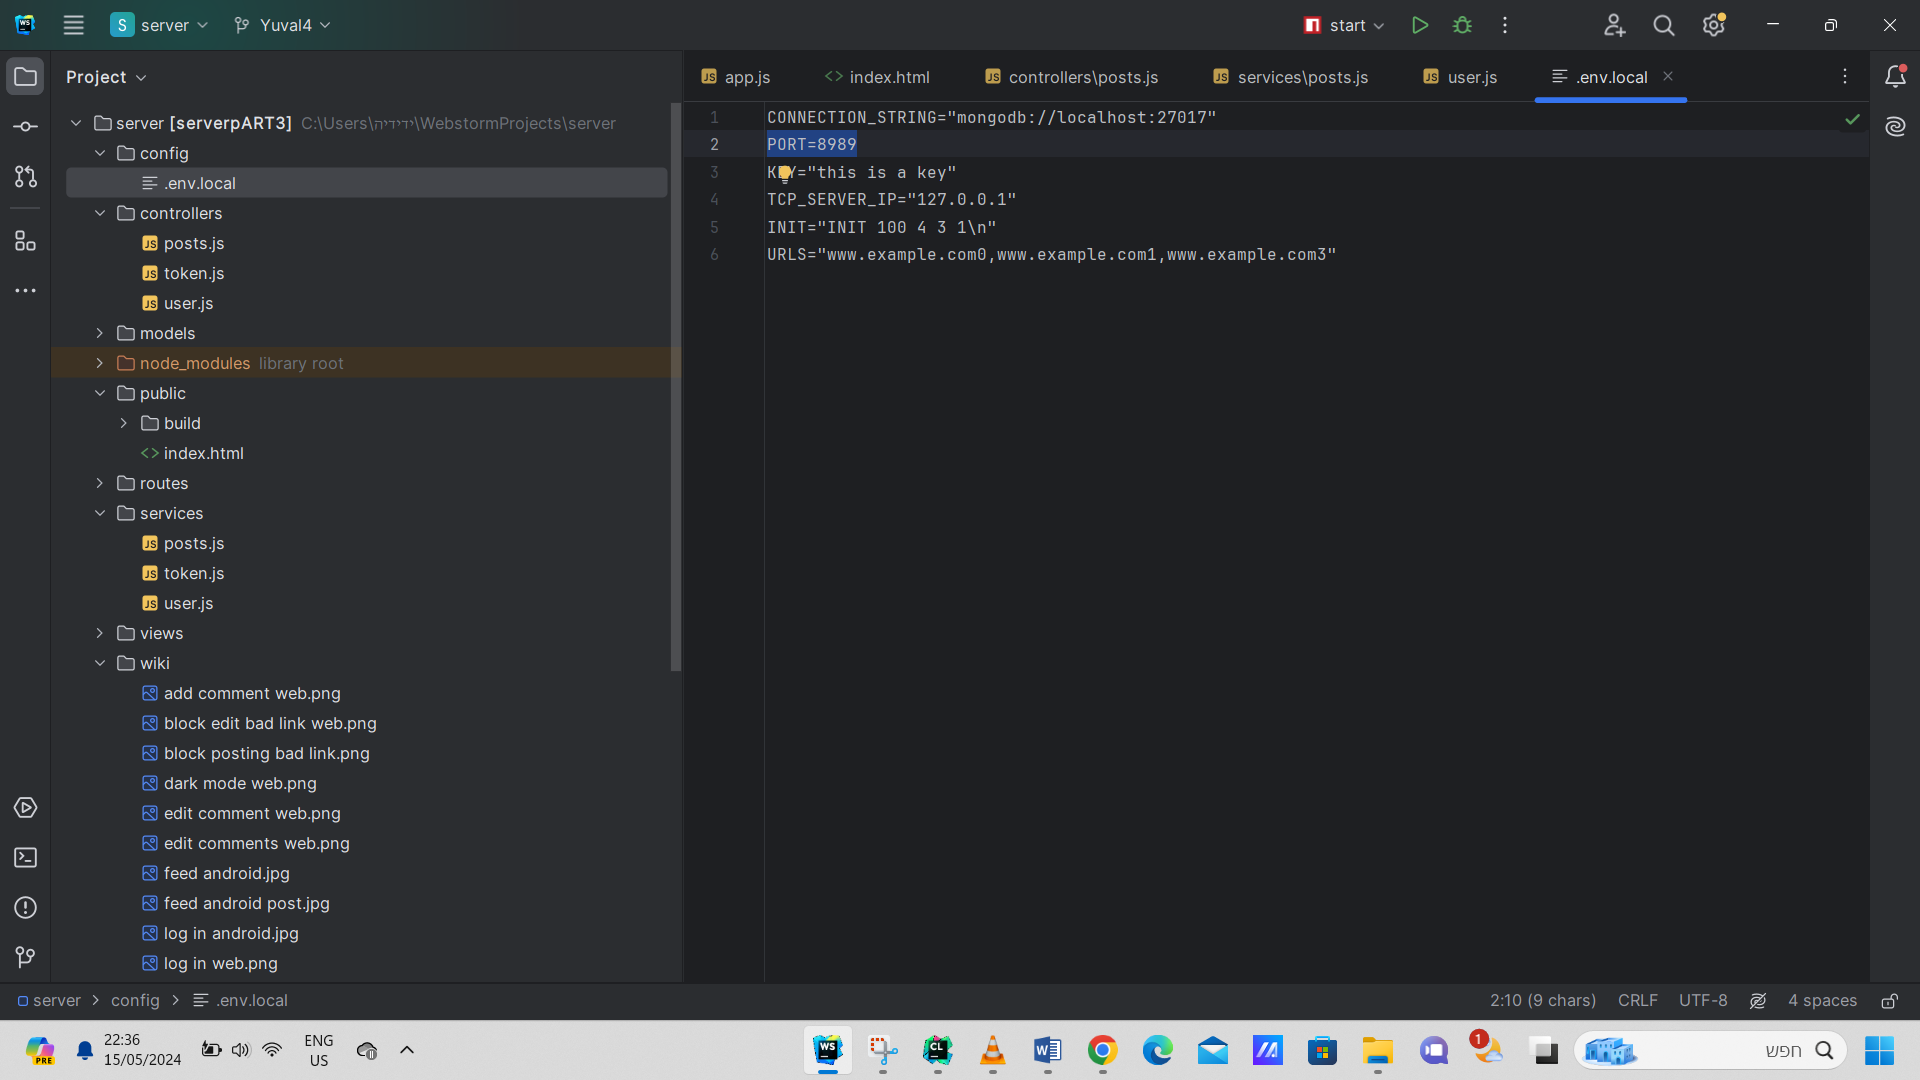 S server Yuval4 start
Project
app.js index.html controllers\posts.js services\posts.js user.js .env.local
server [serverpART3] C:\Users\ידידיה\WebstormProjects\server
config
.env.local
controllers
posts.js
token.js
user.js
models
node_modules library root
public
build
index.html
routes
services
posts.js
token.js
user.js
views
wiki
add comment web.png
block edit bad link web.png
block posting bad link.png
dark mode web.png
edit comment web.png
edit comments web.png
feed android.jpg
feed android post.jpg
log in android.jpg
log in web.png
1 CONNECTION_STRING="mongodb://localhost:27017"
2 PORT=8989
3 KEY="this is a key"
4 TCP_SERVER_IP="127.0.0.1"
5 INIT="INIT 100 4 3 1\n"
6 URLS="www.example.com0,www.example.com1,www.example.com3"
server config .env.local
2:10 (9 chars) CRLF UTF-8 4 spaces
22:36
15/05/2024
ENG
US
חפש